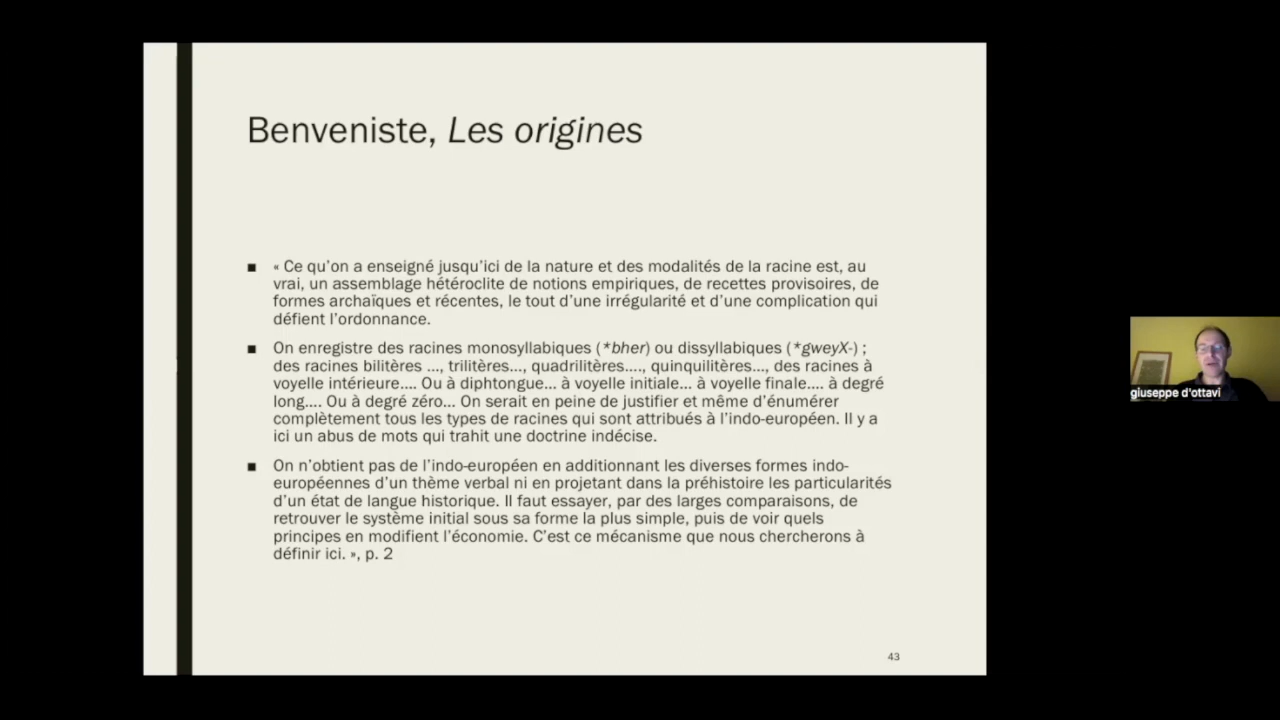 Benveniste, Les origines
■ « Ce qu’on a enseigné jusqu’ici de la nature et des modalités de la racine est, au
vrai, un assemblage hétéroclite de notions empiriques, de recettes provisoires, de
formes archaïques et récentes, le tout d’une irrégularité et d’une complication qui
défient l’ordonnance.
■ On enregistre des racines monosyllabiques (*bher) ou dissyllabiques (*gweyX-) ;
des racines bilitères ..., trilitères..., quadrilitères...., quinquilitères..., des racines à
voyelle intérieure.... Ou à diphtongue... à voyelle initiale... à voyelle finale.... à degré
long.... Ou à degré zéro... On serait en peine de justifier et même d’énumérer
complètement tous les types de racines qui sont attribués à l’indo-européen. Il y a
ici un abus de mots qui trahit une doctrine indécise.
■ On n’obtient pas de l’indo-européen en additionnant les diverses formes indo-
européennes d’un thème verbal ni en projetant dans la préhistoire les particularités
d’un état de langue historique. Il faut essayer, par des larges comparaisons, de
retrouver le système initial sous sa forme la plus simple, puis de voir quels
principes en modifient l’économie. C’est ce mécanisme que nous chercherons à
définir ici. », p. 2
43
giuseppe d'ottavi